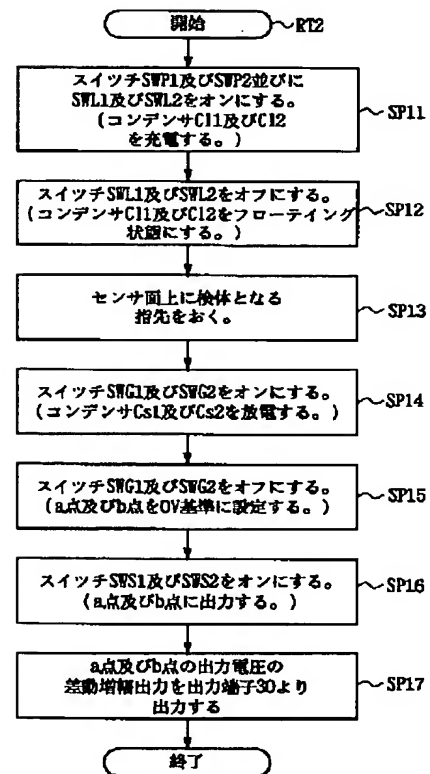 開始
RT2
スイッチSWP1及びSWP2並びに
SWL1及びSWL2をオンにする。
(コンデンサCl1及びCl2
を充電する。)
SP11
スイッチSWL1及びSWL2をオフにする。
(コンデンサCl1及びCl2をフローティング
状態にする。)
SP12
センサ面上に検体となる
指先をおく。
SP13
スイッチSWG1及びSWG2をオンにする。
(コンデンサCs1及びCs2を放電する。)
SP14
スイッチSWG1及びSWG2をオフにする。
(a点及びb点を0V基準に設定する。)
SP15
スイッチSWS1及びSWS2をオンにする。
(a点及びb点に出力する。)
SP16
a点及びb点の出力電圧の
差動増幅出力を出力端子30より
出力する
SP17
終了